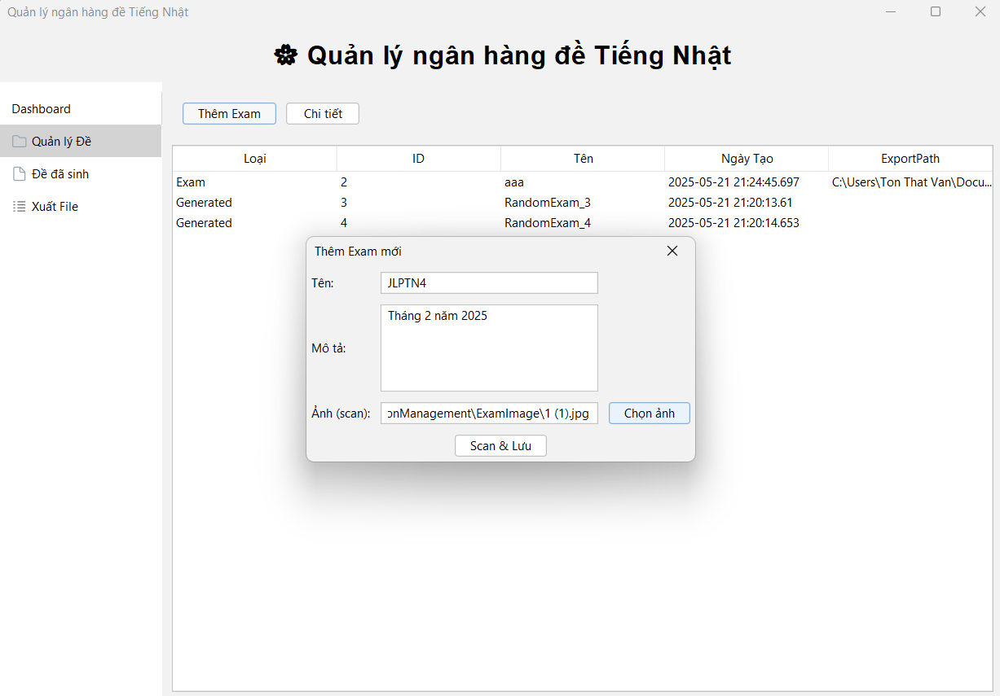 Quản lý ngân hàng đề Tiếng Nhật
Quản lý ngân hàng đề Tiếng Nhật
Dashboard
Quản lý Đề
Đề đã sinh
Xuất File
Thêm Exam Chi tiết
Loại ID Tên Ngày Tạo ExportPath
Exam 2 aaa 2025-05-21 21:24:45.697 C:\Users\Ton That Van\Docu...
Generated 3 RandomExam_3 2025-05-21 21:20:13.61
Generated 4 RandomExam_4 2025-05-21 21:20:14.653
Thêm Exam mới
Tên: JLPTN4
Mô tả: Tháng 2 năm 2025
Ảnh (scan): onManagement\ExamImage\1 (1).jpg Chọn ảnh
Scan & Lưu